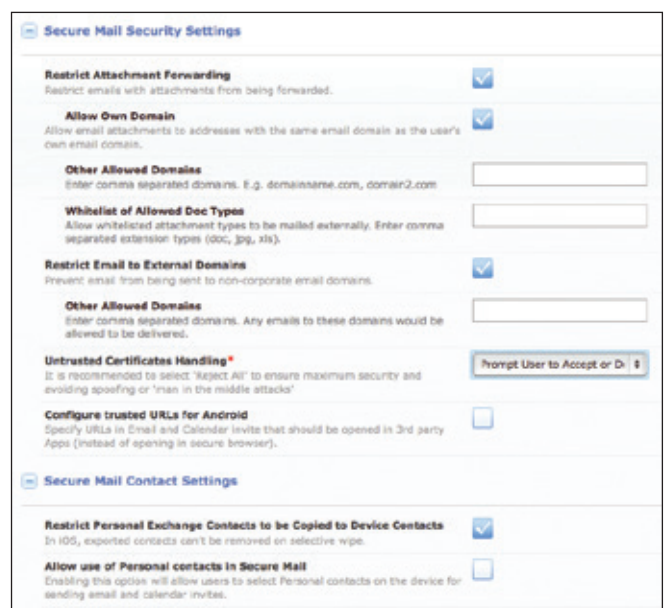 Secure Mail Security Settings
Restrict Attachment Forwarding
Restrict emails with attachments from being forwarded.
Allow Own Domain
Allow email attachments to addresses with the same email domain as the user's
own email domain.
Other Allowed Domains
Enter comma separated domains. E.g. domainname.com, domain2.com
Whitelist of Allowed Doc Types
Allow whitelisted attachment types to be mailed externally. Enter comma
separated extension types (doc, jpg, xls).
Restrict Email to External Domains
Prevent email from being sent to non-corporate email domains.
Other Allowed Domains
Enter comma separated domains. Any emails to these domains would be
allowed to be delivered.
Untrusted Certificates Handling*
Prompt User to Accept or De
It is recommended to select 'Reject All' to ensure maximum security and
avoiding spoofing or 'man in the middle attacks'
Configure trusted URLs for Android
Specify URLs in Email and Calender invite that should be opened in 3rd party
Apps (instead of opening in secure browser).
Secure Mail Contact Settings
Restrict Personal Exchange Contacts to be Copied to Device Contacts
In iOS, exported contacts can't be removed on selective wipe.
Allow use of Personal contacts in Secure Mail
Enabling this option will allow users to select Personal contacts on the device for
sending email and calendar invites.